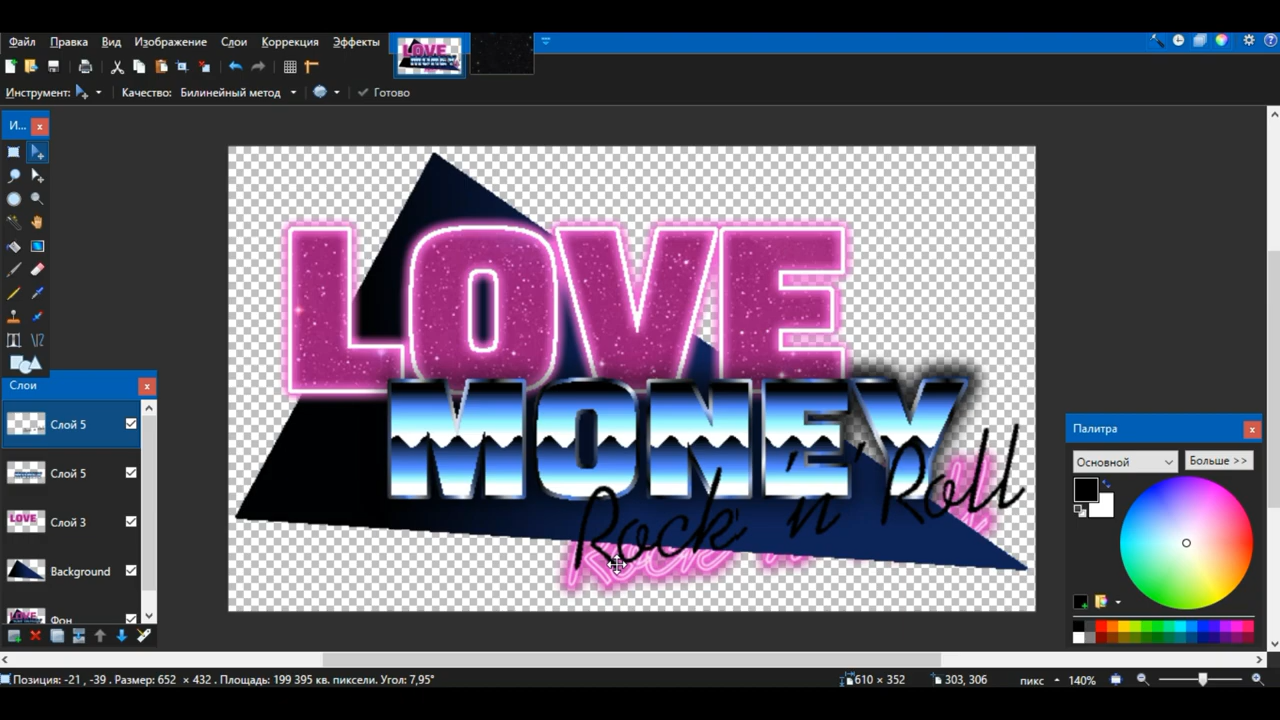 Файл Правка Вид Изображение Слои Коррекция Эффекты
Инструмент: Качество: Билинейный метод Готово
И...
LOVE
MONEY
Rock 'n' Roll
Rock 'n'
Слои
Слой 5
Слой 5
Слой 3
Background
Фон
Палитра
Основной Больше >>
Позиция: -21 , -39 . Размер: 652 × 432 . Площадь: 199 395 кв. пиксели. Угол: 7,95° 610 × 352 303, 306 пикс 140%